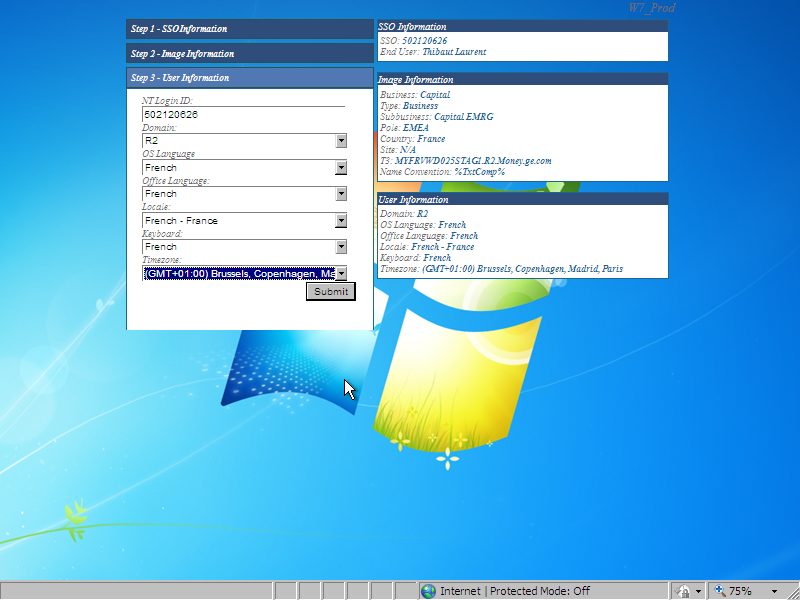 W7_Prod
Step 1 - SSO Information
Step 2 - Image Information
Step 3 - User Information
NT Login ID:
502120626
Domain:
R2
OS Language
French
Office Language:
French
Locale:
French - France
Keyboard:
French
Timezone:
(GMT+01:00) Brussels, Copenhagen, Ma
Submit
SSO Information
SSO: 502120626
End User: Thibaut Laurent
Image Information
Business: Capital
Type: Business
Subbusiness: Capital EMRG
Pole: EMEA
Country: France
Site: N/A
T3: MYFRVWD025STAG1.R2.Money.ge.com
Name Convention: %TxtComp%
User Information
Domain: R2
OS Language: French
Office Language: French
Locale: French - France
Keyboard: French
Timezone: (GMT+01:00) Brussels, Copenhagen, Madrid, Paris
Internet | Protected Mode: Off
75%